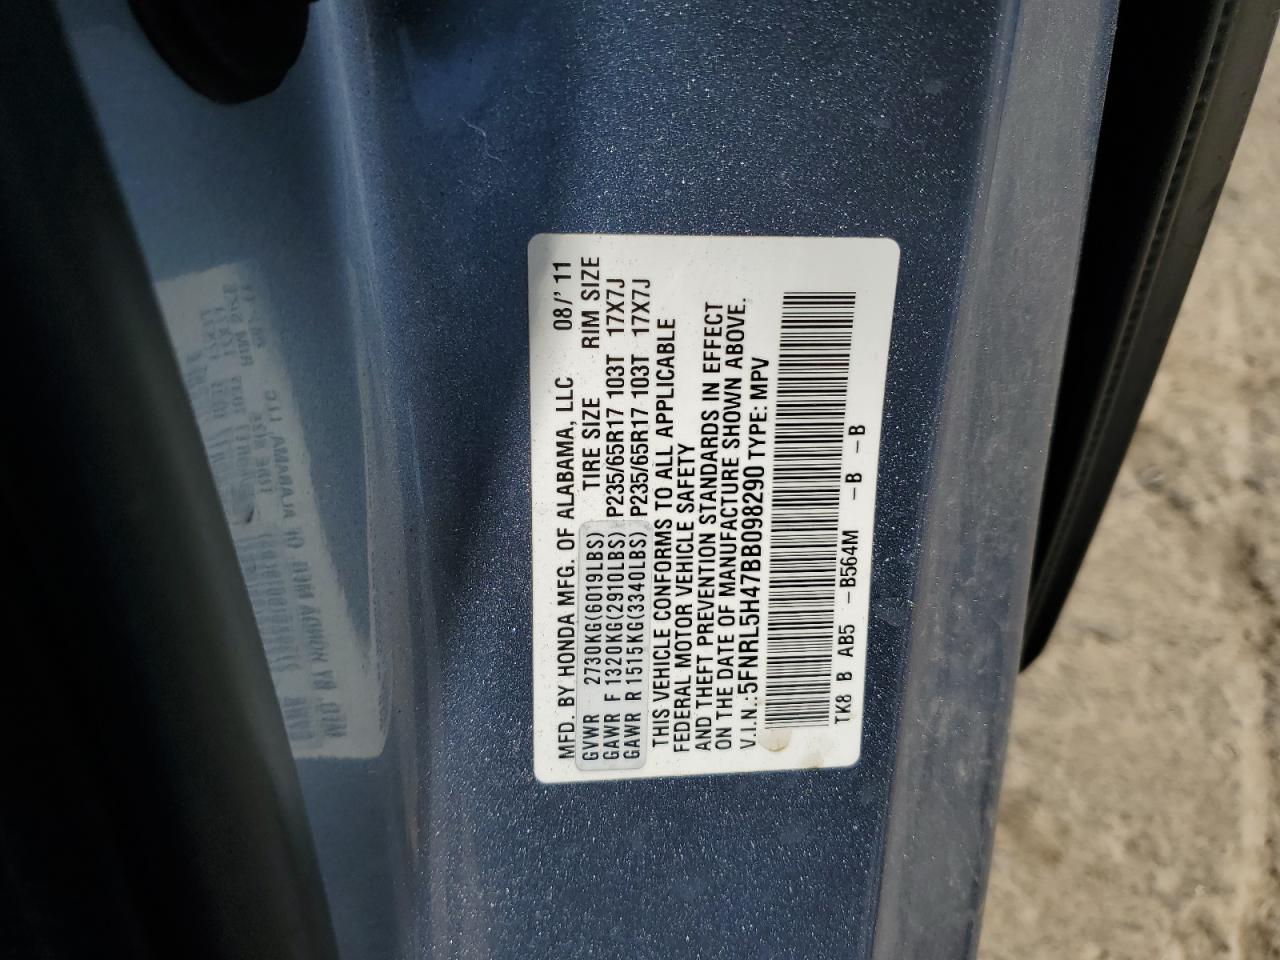 MFD. BY HONDA MFG. OF ALABAMA, LLC 08/' 11
GVWR 2730KG(6019LBS) TIRE SIZE RIM SIZE
GAWR F 1320KG(2910LBS) P235/65R17 103T 17X7J
GAWR R 1515KG(3340LBS) P235/65R17 103T 17X7J
THIS VEHICLE CONFORMS TO ALL APPLICABLE
FEDERAL MOTOR VEHICLE SAFETY
AND THEFT PREVENTION STANDARDS IN EFFECT
ON THE DATE OF MANUFACTURE SHOWN ABOVE.
V.I.N.:5FNRL5H47BB098290 TYPE: MPV
TK8 B AB5 -B564M -B -B